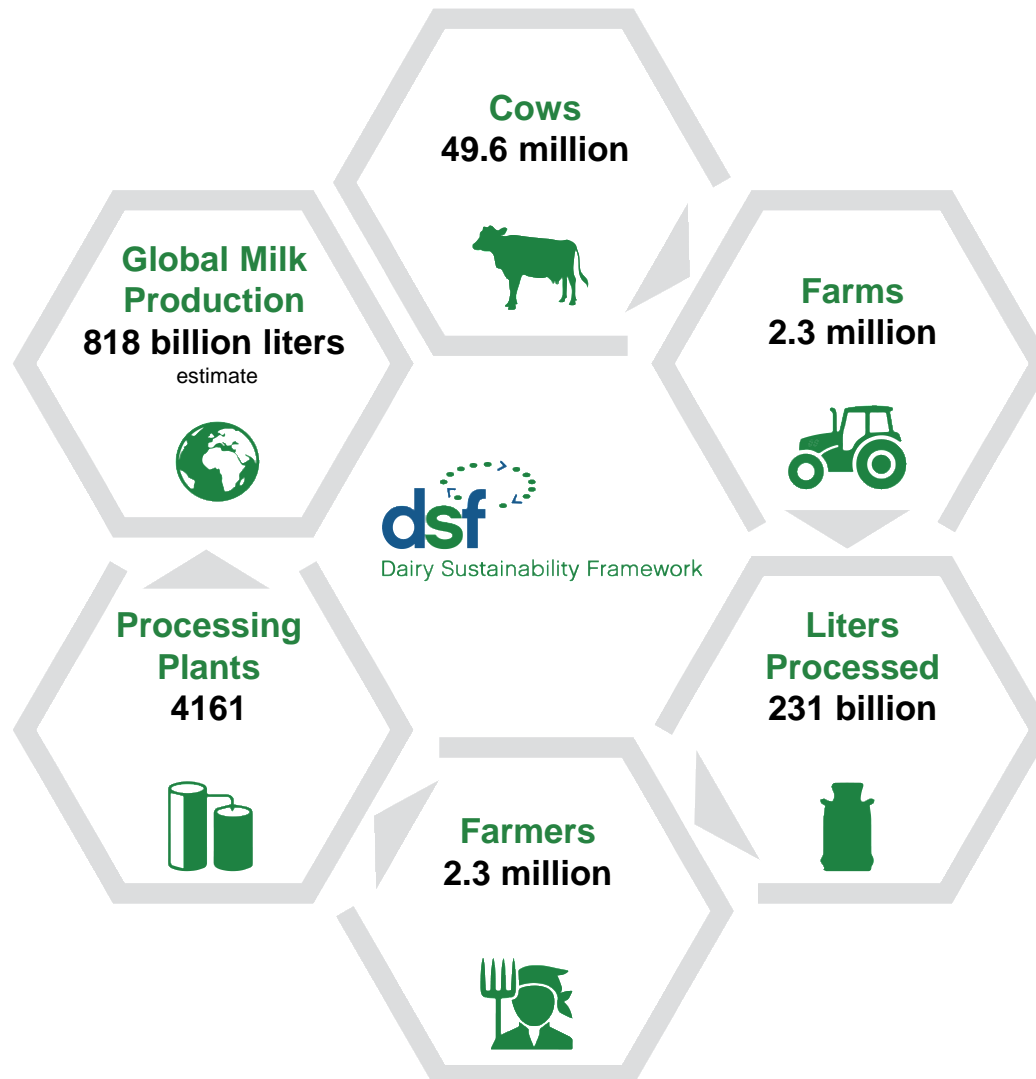 Cows
49.6 million
Global Milk
Production
818 billion liters
estimate
Farms
2.3 million
dsf
Dairy Sustainability Framework
Processing
Plants
4161
Liters
Processed
231 billion
Farmers
2.3 million